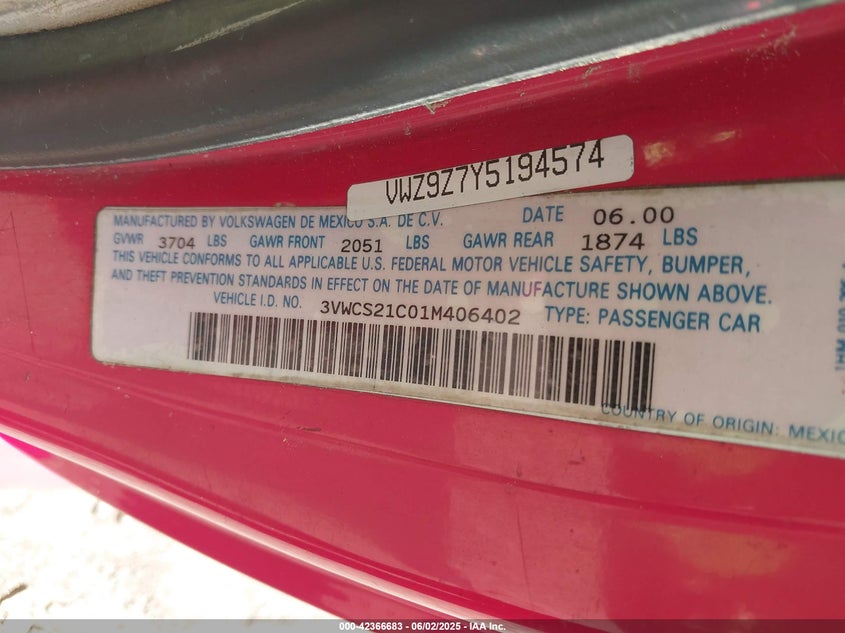 VWZ9Z7Y5194574
MANUFACTURED BY VOLKSWAGEN DE MEXICO S.A. DE C.V. DATE 06.00
GVWR 3704 LBS GAWR FRONT 2051 LBS GAWR REAR 1874 LBS
THIS VEHICLE CONFORMS TO ALL APPLICABLE U.S. FEDERAL MOTOR VEHICLE SAFETY, BUMPER,
AND THEFT PREVENTION STANDARDS IN EFFECT ON THE DATE OF MANUFACTURE SHOWN ABOVE.
VEHICLE I.D. NO. 3VWCS21C01M406402 TYPE: PASSENGER CAR
COUNTRY OF ORIGIN: MEXICO
000-42366683 - 06/02/2025 - IAA Inc.